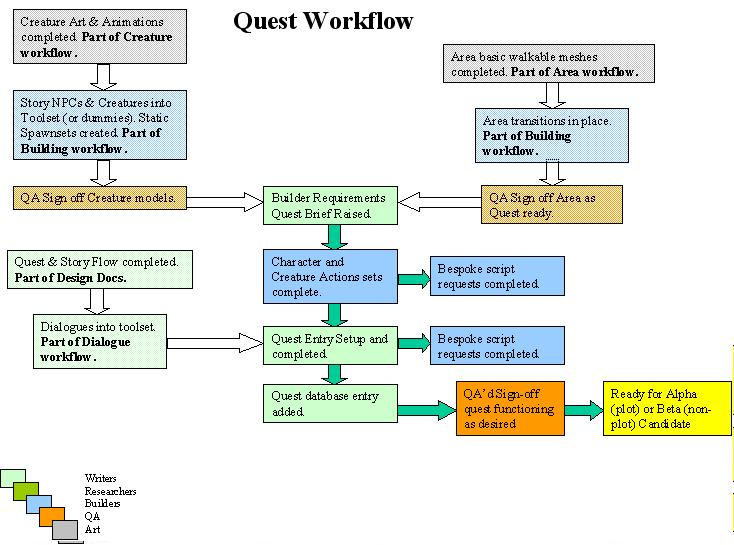 Quest Workflow
Creature Art & Animations
completed. Part of Creature
workflow.
Area basic walkable meshes
completed. Part of Area workflow.
Story NPCs & Creatures into
Toolset (or dummies). Static
Spawnsets created. Part of
Building workflow.
Area transitions in place.
Part of Building
workflow.
QA Sign off Creature models.
Builder Requirements
Quest Brief Raised.
QA Sign off Area as
Quest ready.
Quest & Story Flow completed.
Part of Design Docs.
Character and
Creature Actions sets
complete.
Bespoke script
requests completed.
Dialogues into toolset.
Part of Dialogue
workflow.
Quest Entry Setup and
completed.
Bespoke script
requests completed.
Quest database entry
added.
QA'd Sign-off
quest functioning
as desired
Ready for Alpha
(plot) or Beta (non-
plot) Candidate
Writers
Researchers
Builders
QA
Art